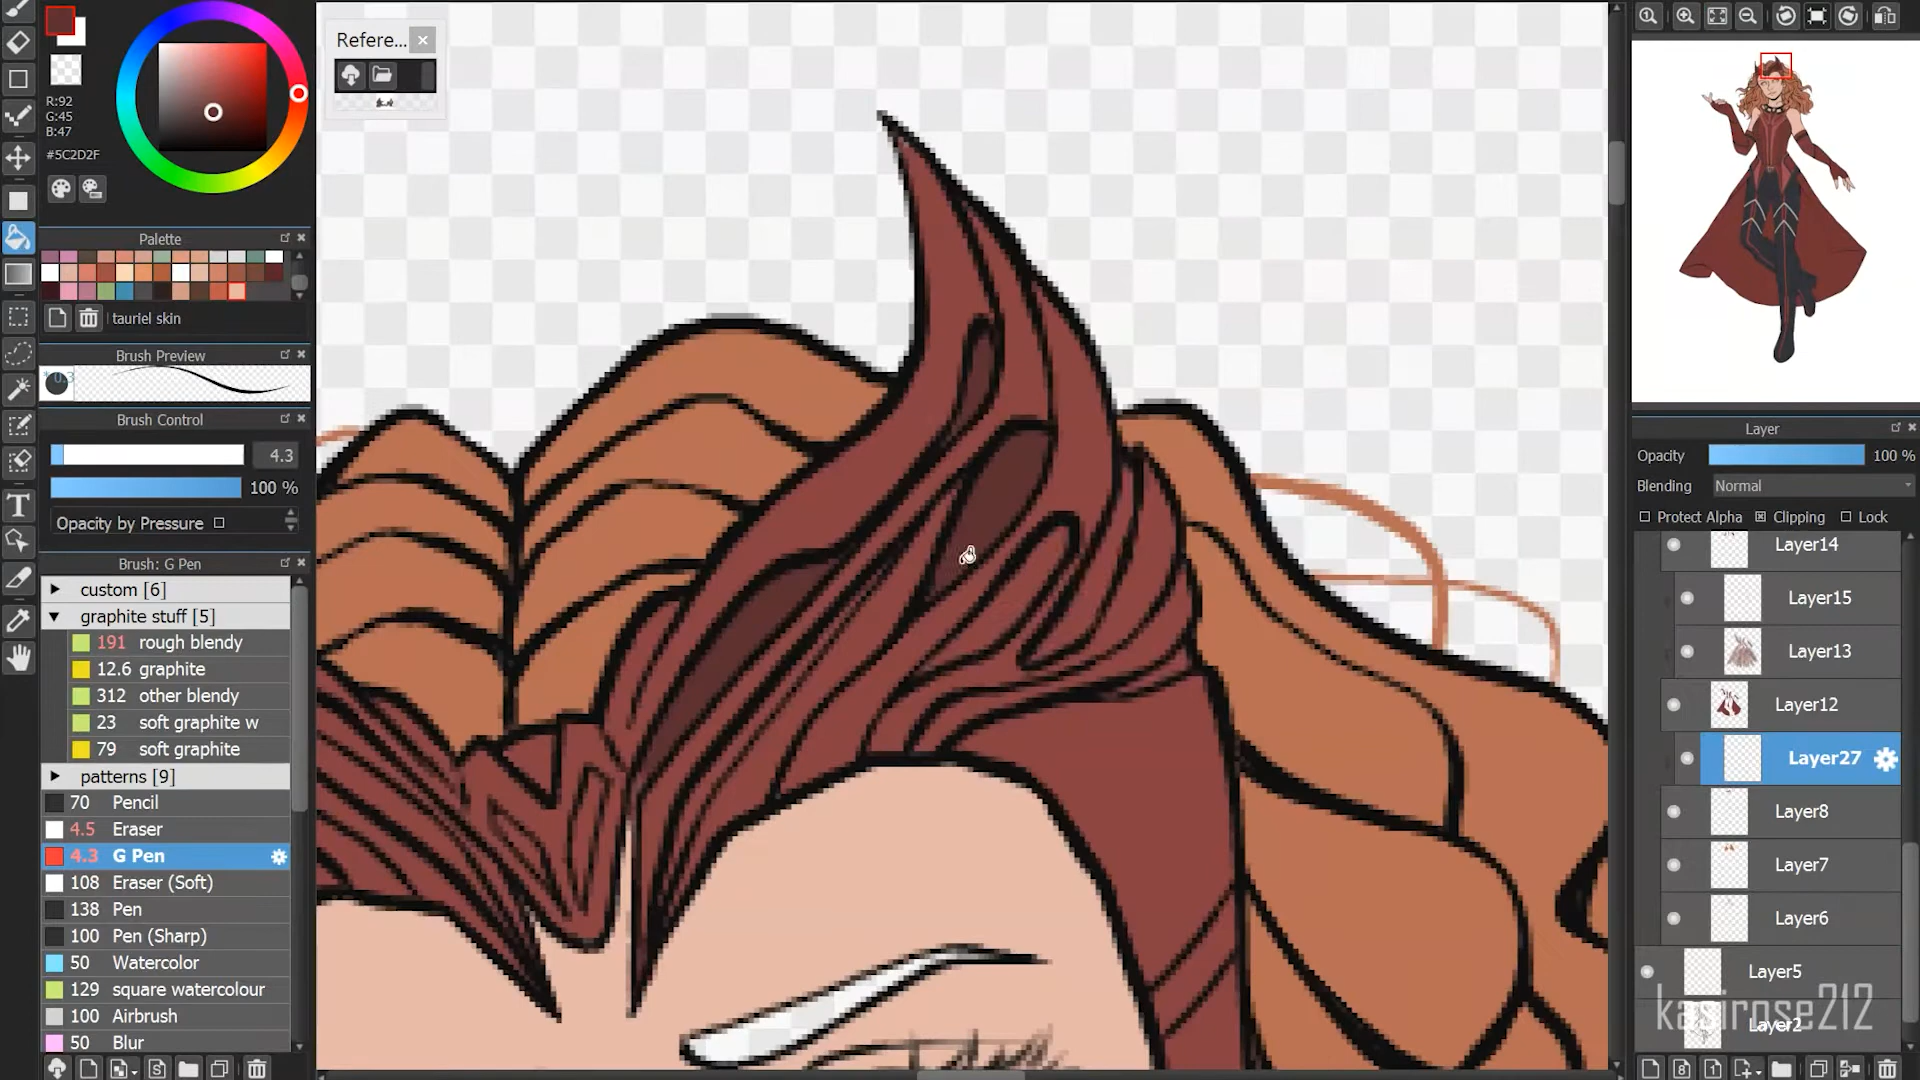 Refere...
R:92
G:45
B:47
#5C2D2F
Palette
tauriel skin
Brush Preview
* 0.3
Brush Control
4.3
100 %
Opacity by Pressure
Brush: G Pen
custom [6]
graphite stuff [5]
191 rough blendy
12.6 graphite
312 other blendy
23 soft graphite w
79 soft graphite
patterns [9]
70 Pencil
4.5 Eraser
4.3 G Pen
108 Eraser (Soft)
138 Pen
100 Pen (Sharp)
50 Watercolor
129 square watercolour
100 Airbrush
50 Blur
Layer
Opacity 100 %
Blending Normal
Protect Alpha Clipping Lock
Layer14
Layer15
Layer13
Layer12
Layer27
Layer8
Layer7
Layer6
Layer5
kasirose212
Layer2